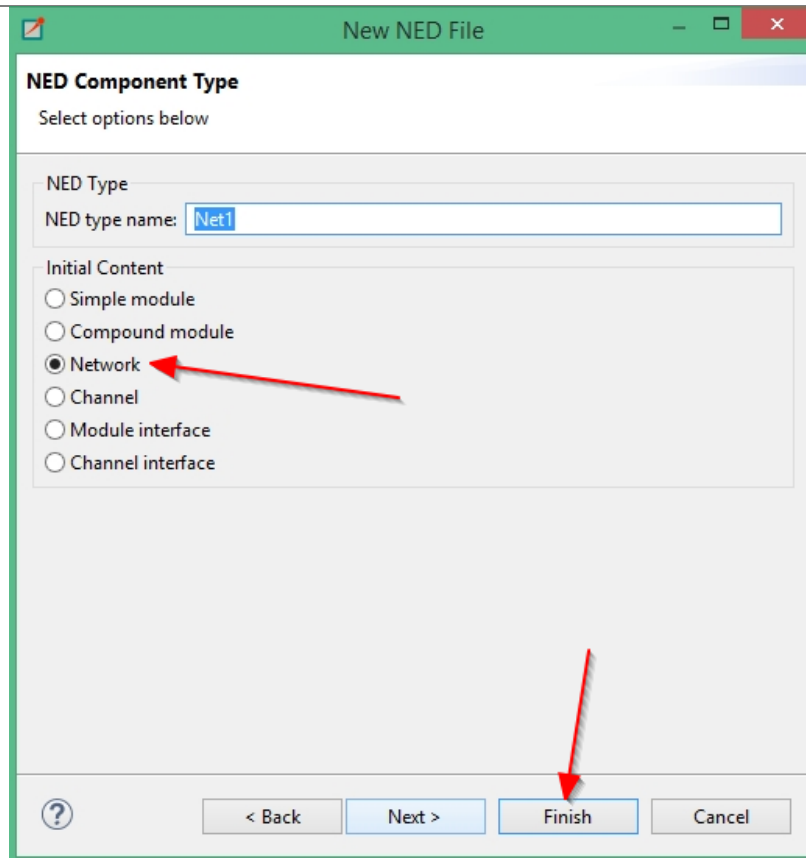 New NED File
NED Component Type
Select options below
NED Type
NED type name: Net1
Initial Content
Simple module
Compound module
Network
Channel
Module interface
Channel interface
? < Back Next > Finish Cancel